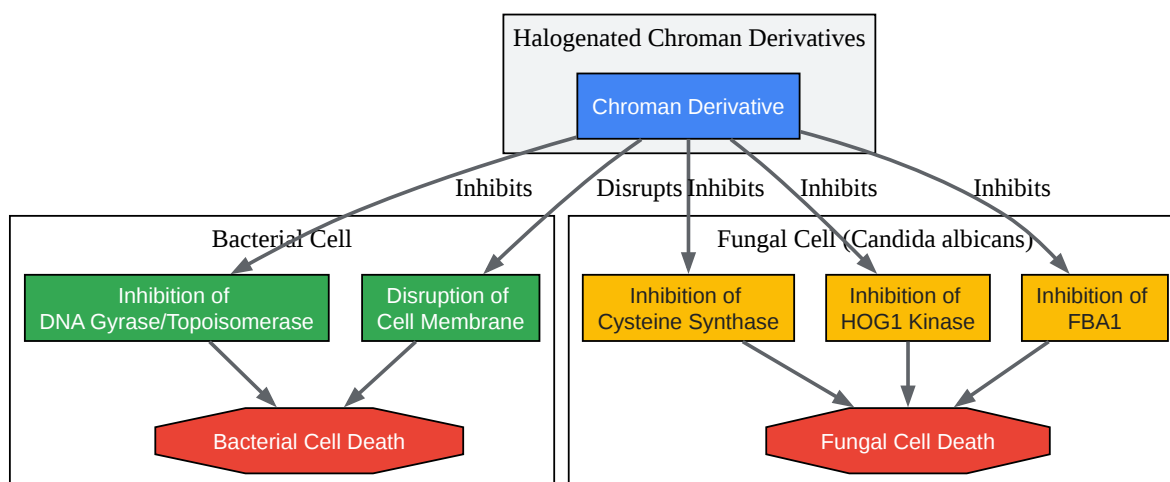 Halogenated Chroman Derivatives
Chroman Derivative
Inhibits
Disrupts
Inhibits
Inhibits
Inhibits
Bacterial Cell
Fungal Cell (Candida albicans)
Inhibition of
DNA Gyrase/Topoisomerase
Disruption of
Cell Membrane
Inhibition of
Cysteine Synthase
Inhibition of
HOG1 Kinase
Inhibition of
FBA1
Bacterial Cell Death
Fungal Cell Death